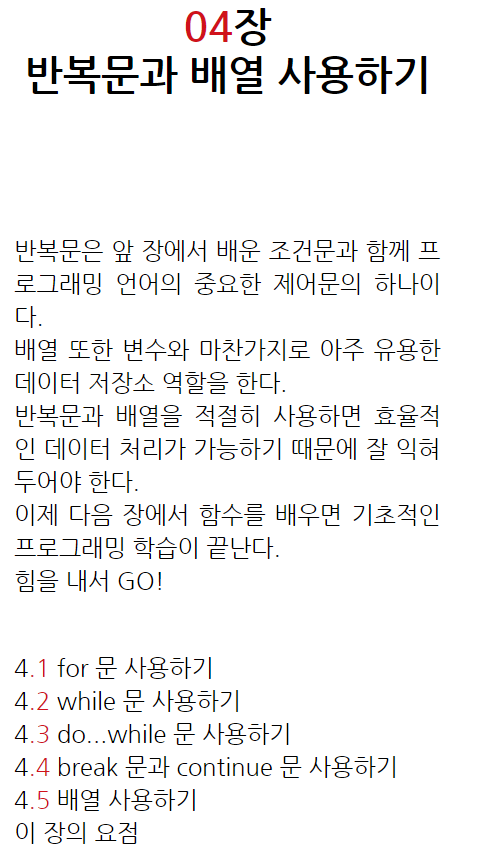 04장
반복문과 배열 사용하기
반복문은 앞 장에서 배운 조건문과 함께 프
로그래밍 언어의 중요한 제어문의 하나이
다.
배열 또한 변수와 마찬가지로 아주 유용한
데이터 저장소 역할을 한다.
반복문과 배열을 적절히 사용하면 효율적
인 데이터 처리가 가능하기 때문에 잘 익혀
두어야 한다.
이제 다음 장에서 함수를 배우면 기초적인
프로그래밍 학습이 끝난다.
힘을 내서 GO!
4.1 for 문 사용하기
4.2 while 문 사용하기
4.3 do...while 문 사용하기
4.4 break 문과 continue 문 사용하기
4.5 배열 사용하기
이 장의 요점